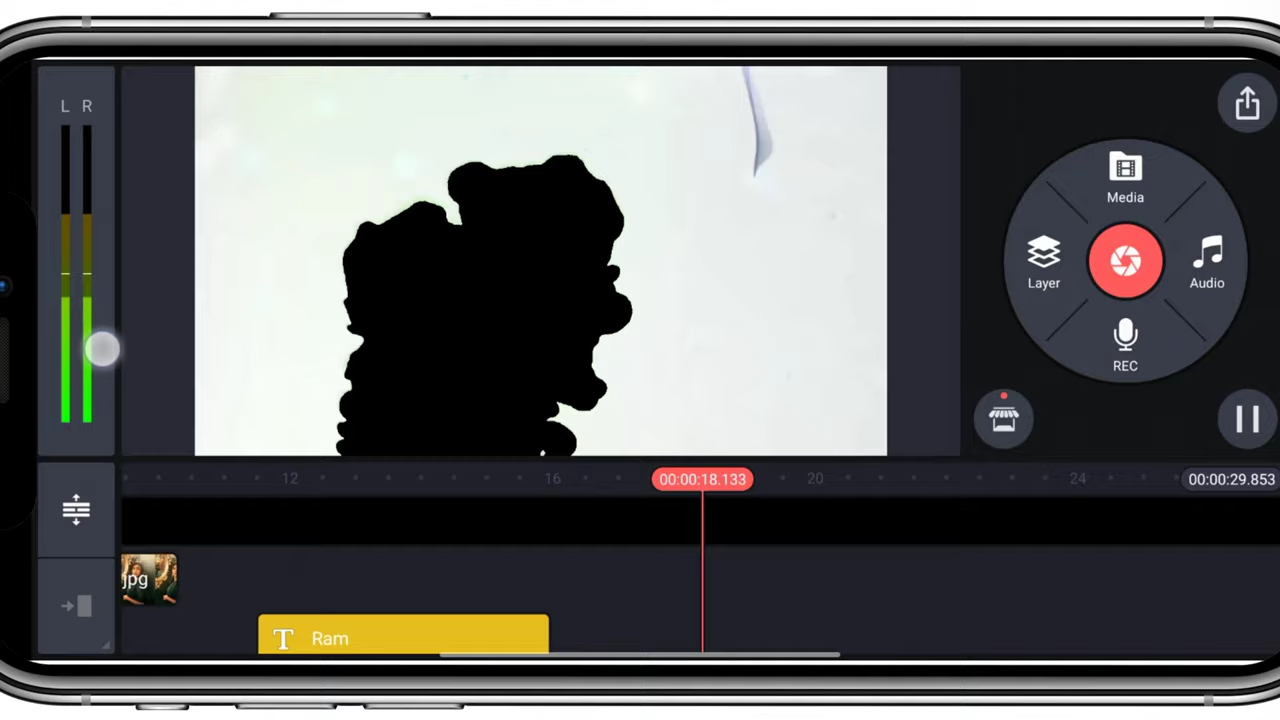 L R
Media
Layer
Audio
REC
12
16
00:00:18.133
20
24
00:00:29.853
jpg
T Ram